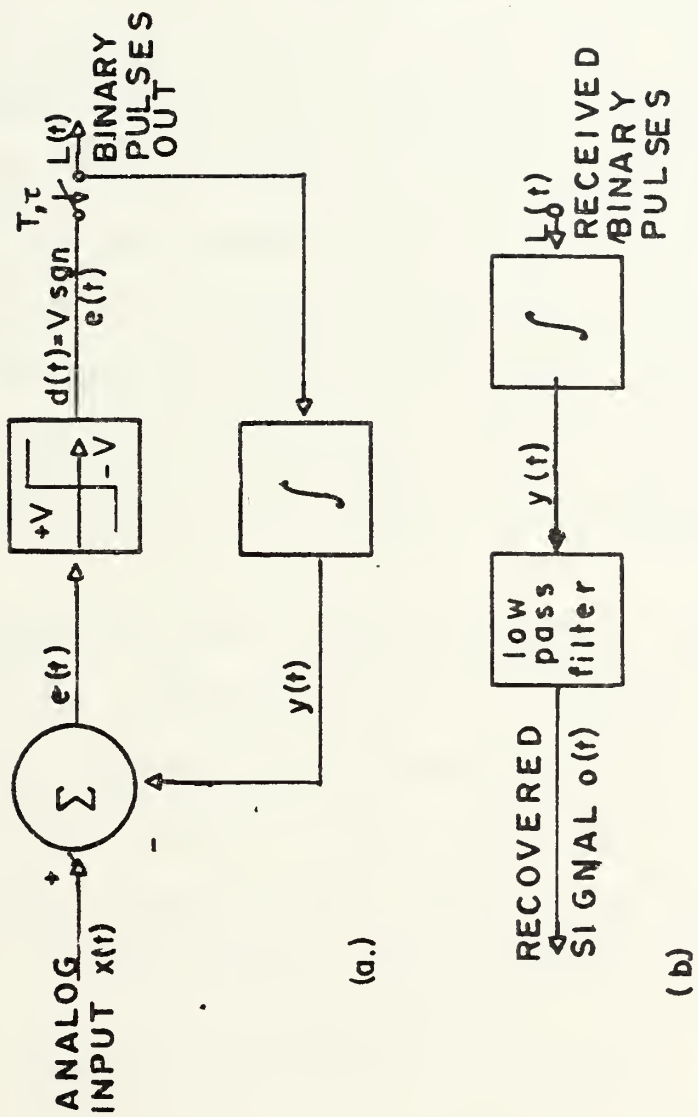 ANALOG
INPUT x(t)
+
-
Σ
e(t)
+V
-V
d(t)=V sgn
e(t)
T,τ
L(t)
BINARY
PULSES
OUT
∫
y(t)
(a.)
L(t)
RECEIVED
BINARY
PULSES
∫
y(t)
low
pass
filter
RECOVERED
SIGNAL o(t)
(b.)